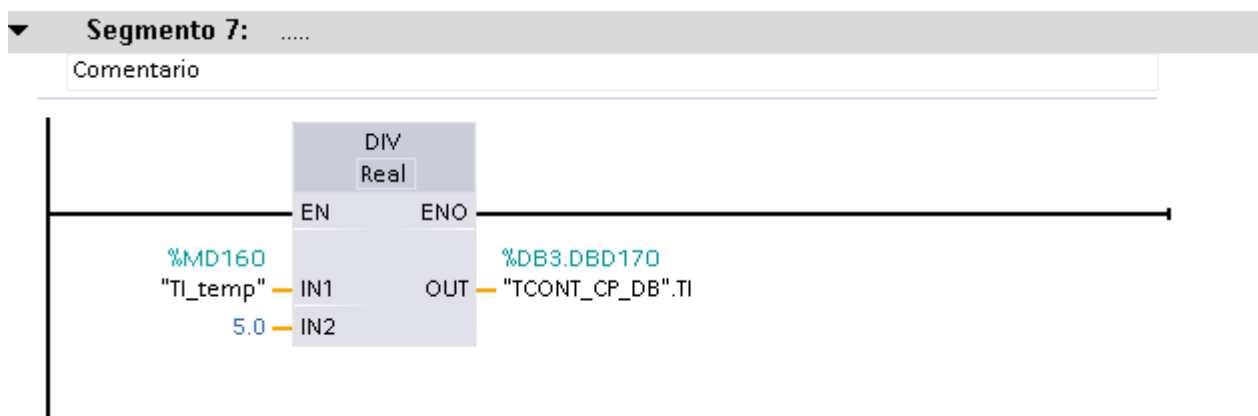 Segmento 7: .....
Comentario
DIV
Real
EN ENO
%MD160 %DB3.DBD170
"TI_temp" IN1 OUT "TCONT_CP_DB".TI
5.0 IN2